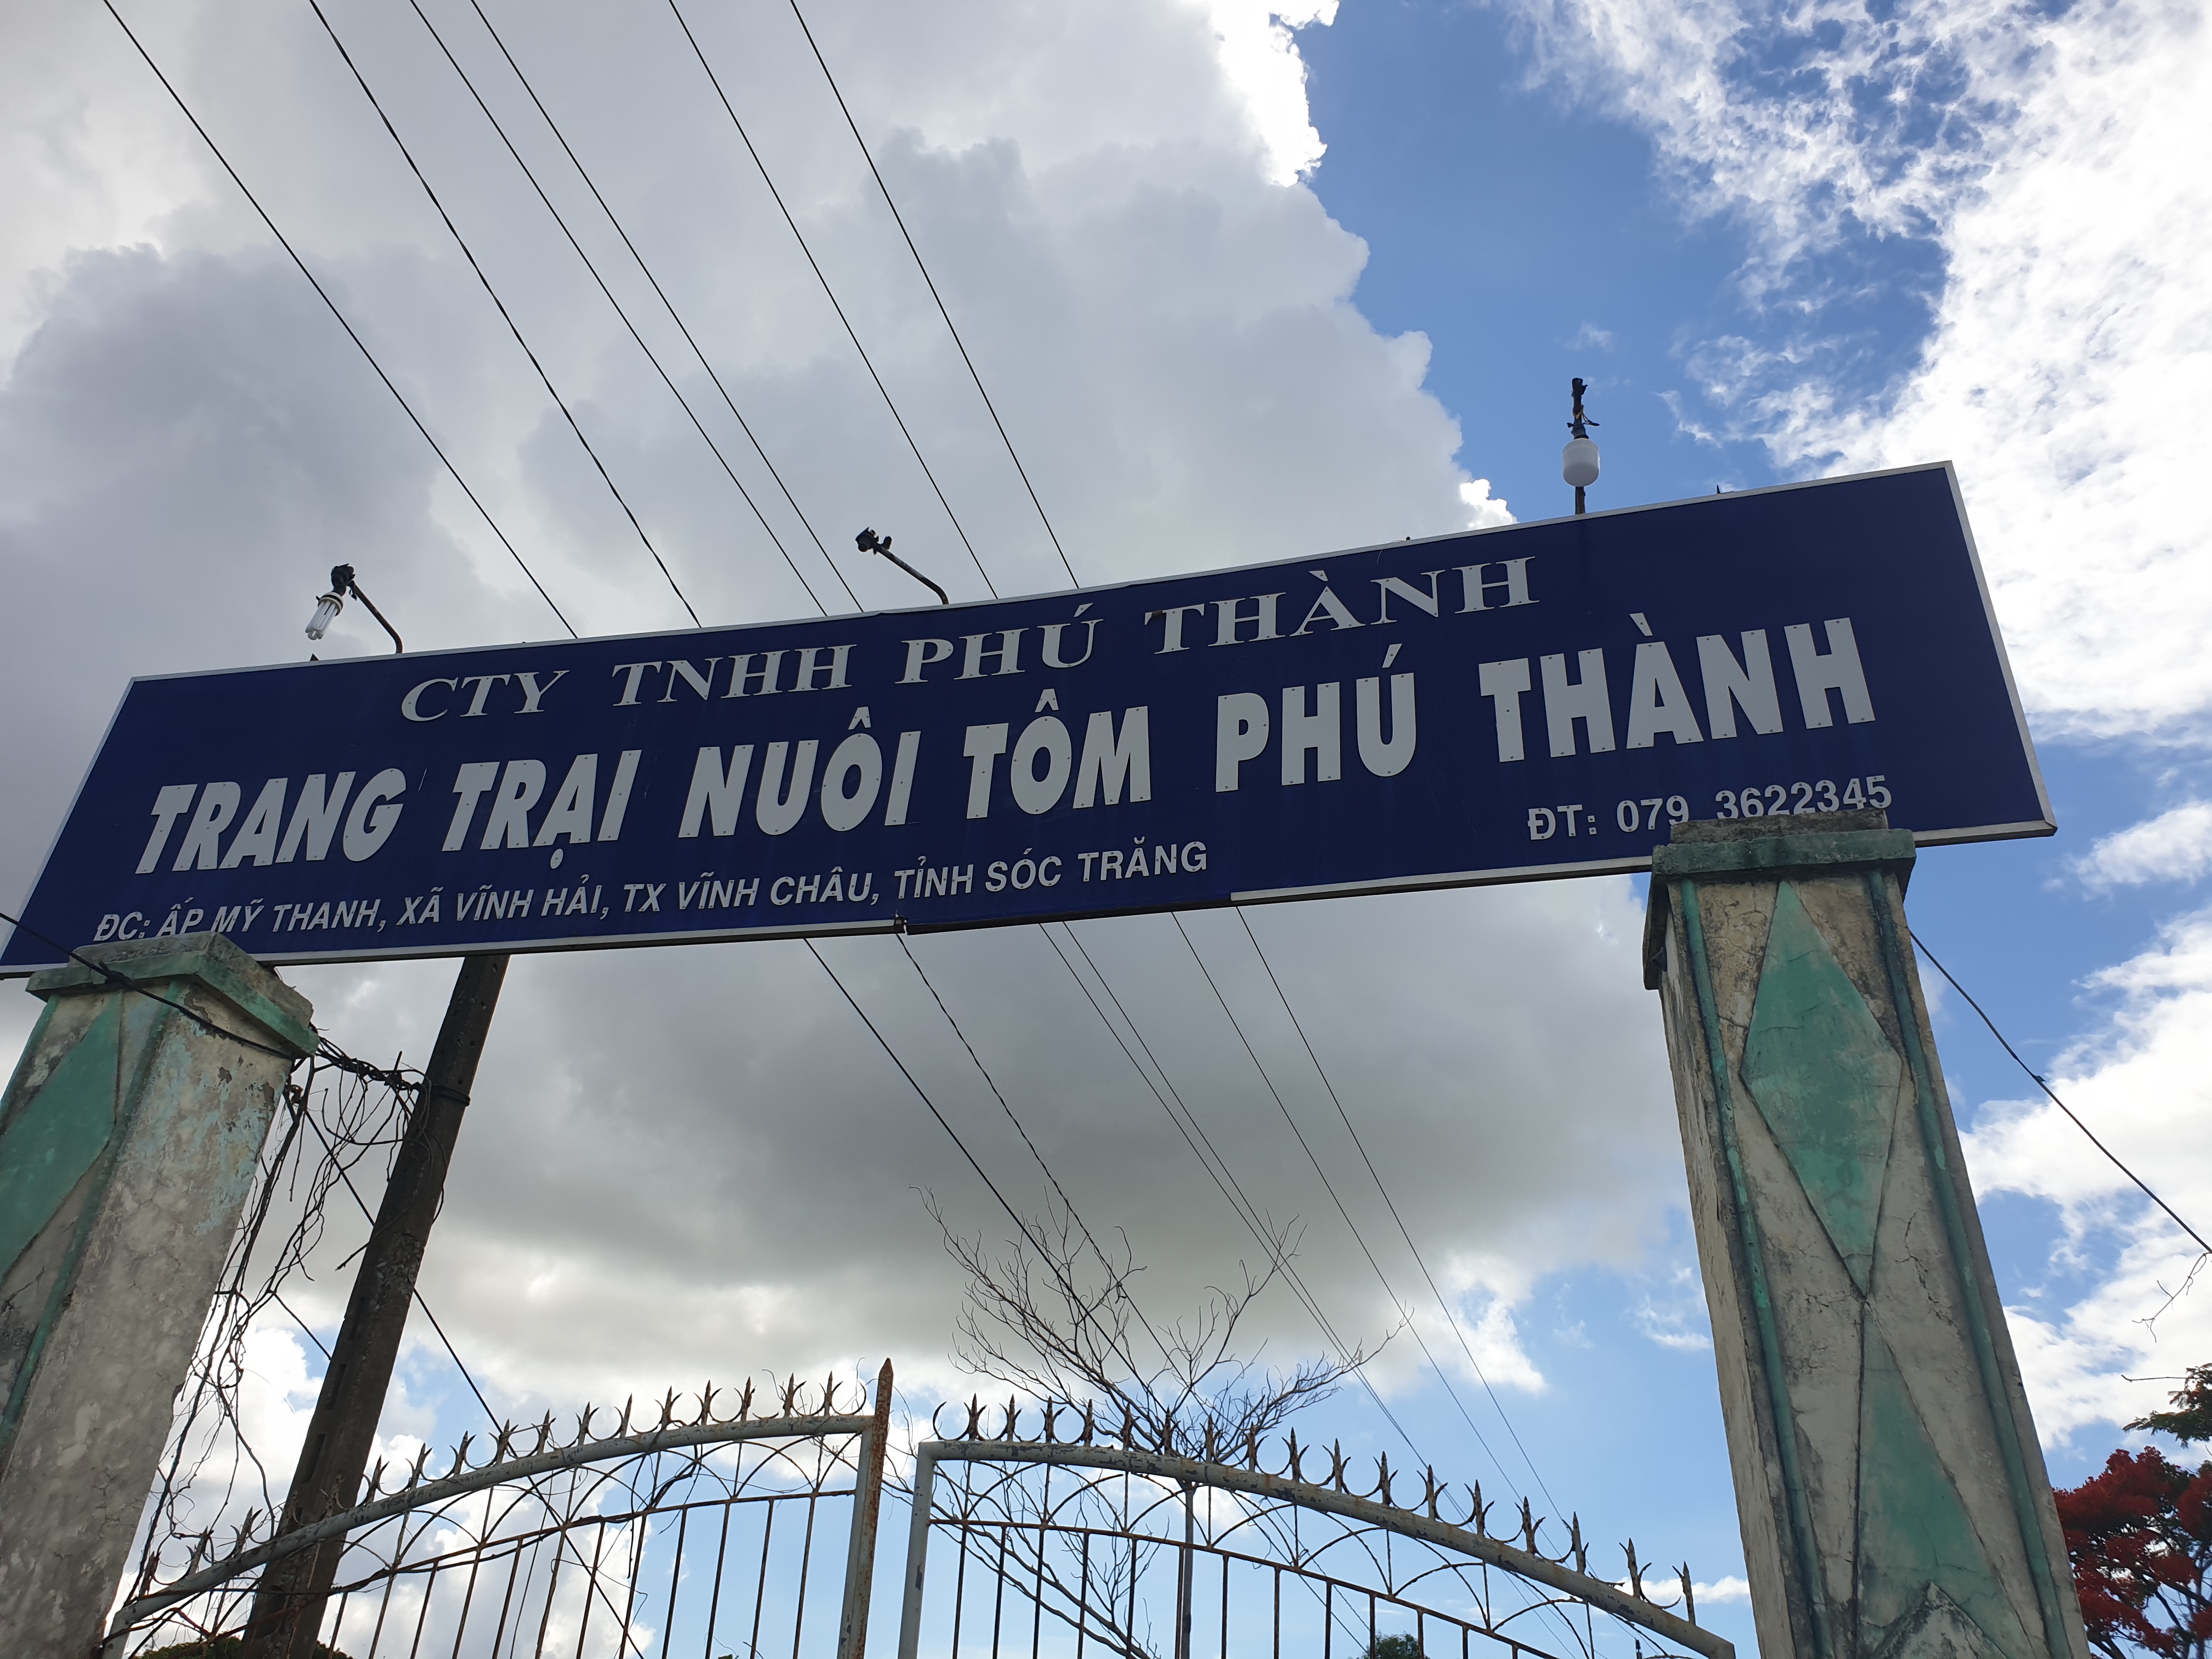 CTY TNHH PHÚ THÀNH
TRANG TRẠI NUÔI TÔM PHÚ THÀNH
ĐC: ẤP MỸ THANH, XÃ VĨNH HẢI, TX VĨNH CHÂU, TỈNH SÓC TRĂNG
ĐT: 079 3622345